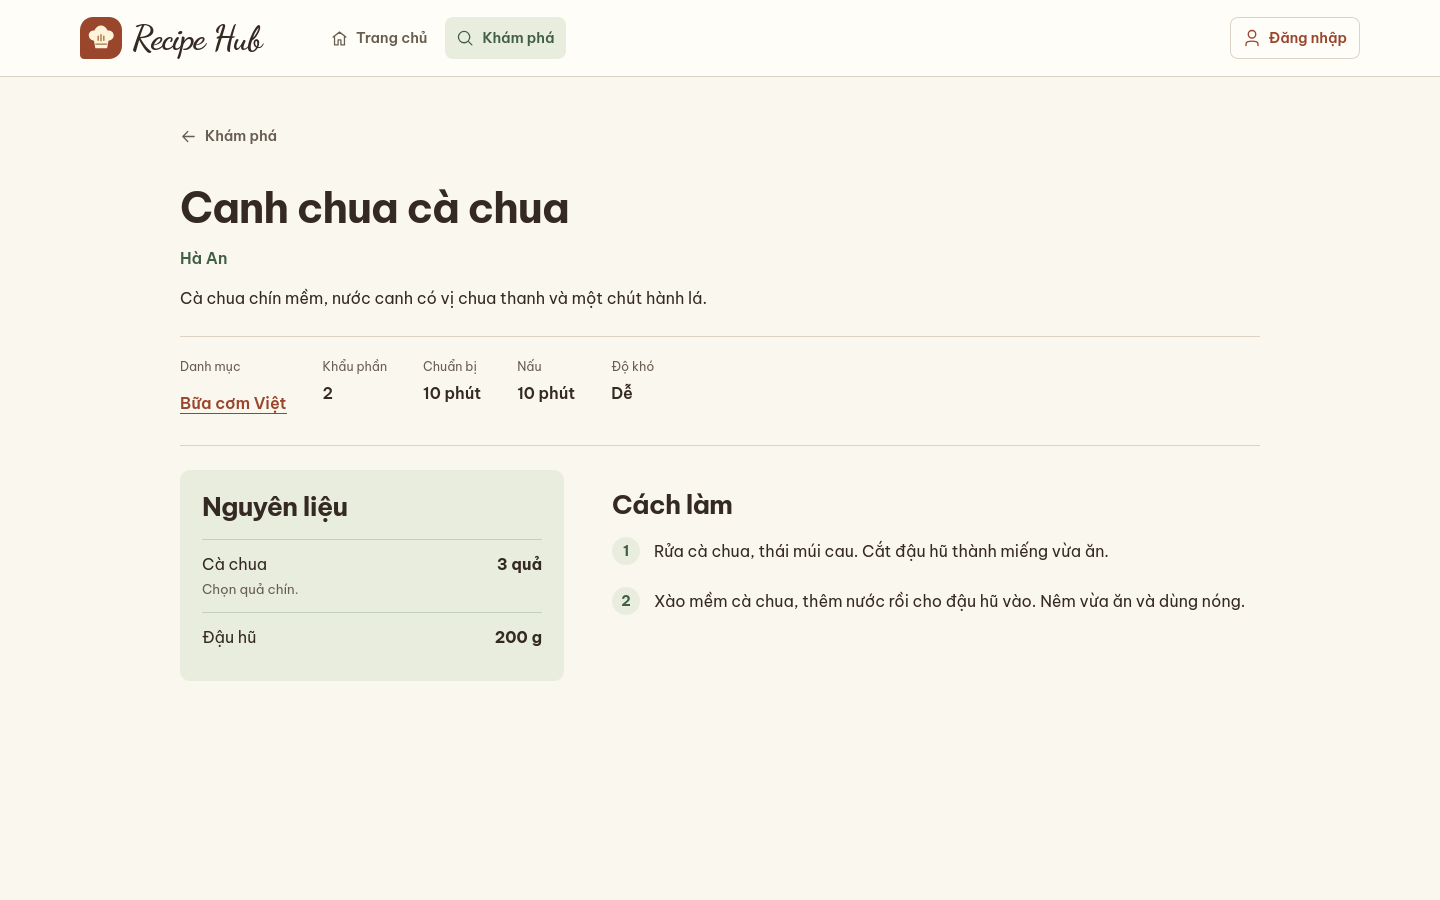 Recipe Hub
Trang chủ
Khám phá
Đăng nhập
Khám phá
Canh chua cà chua
Hà An
Cà chua chín mềm, nước canh có vị chua thanh và một chút hành lá.
Danh mục
Bữa cơm Việt
Khẩu phần
2
Chuẩn bị
10 phút
Nấu
10 phút
Độ khó
Dễ
Nguyên liệu
Cà chua 3 quả
Chọn quả chín.
Đậu hũ 200 g
Cách làm
1 Rửa cà chua, thái múi cau. Cắt đậu hũ thành miếng vừa ăn.
2 Xào mềm cà chua, thêm nước rồi cho đậu hũ vào. Nêm vừa ăn và dùng nóng.